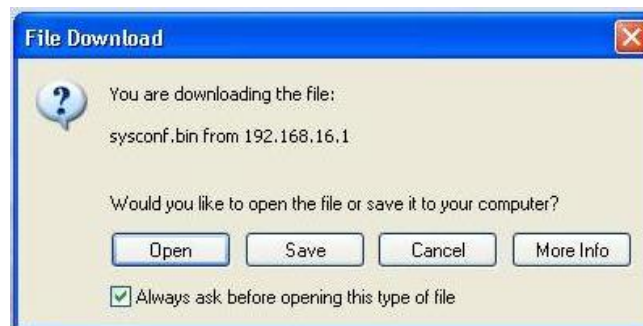 File Download
You are downloading the file:
sysconf.bin from 192.168.16.1
Would you like to open the file or save it to your computer?
Open Save Cancel More Info
Always ask before opening this type of file